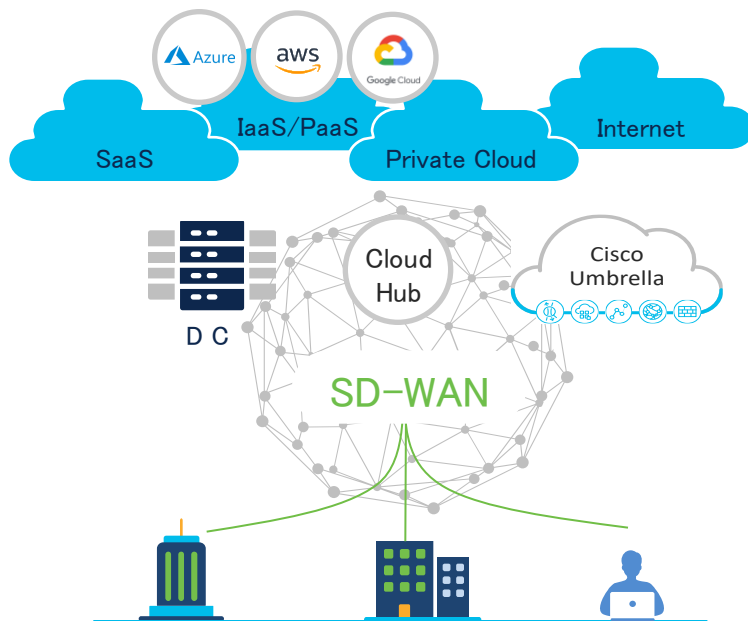 Azure
aws
Google Cloud
IaaS/PaaS
Internet
SaaS
Private Cloud
Cloud
Hub
Cisco
Umbrella
D C
SD-WAN